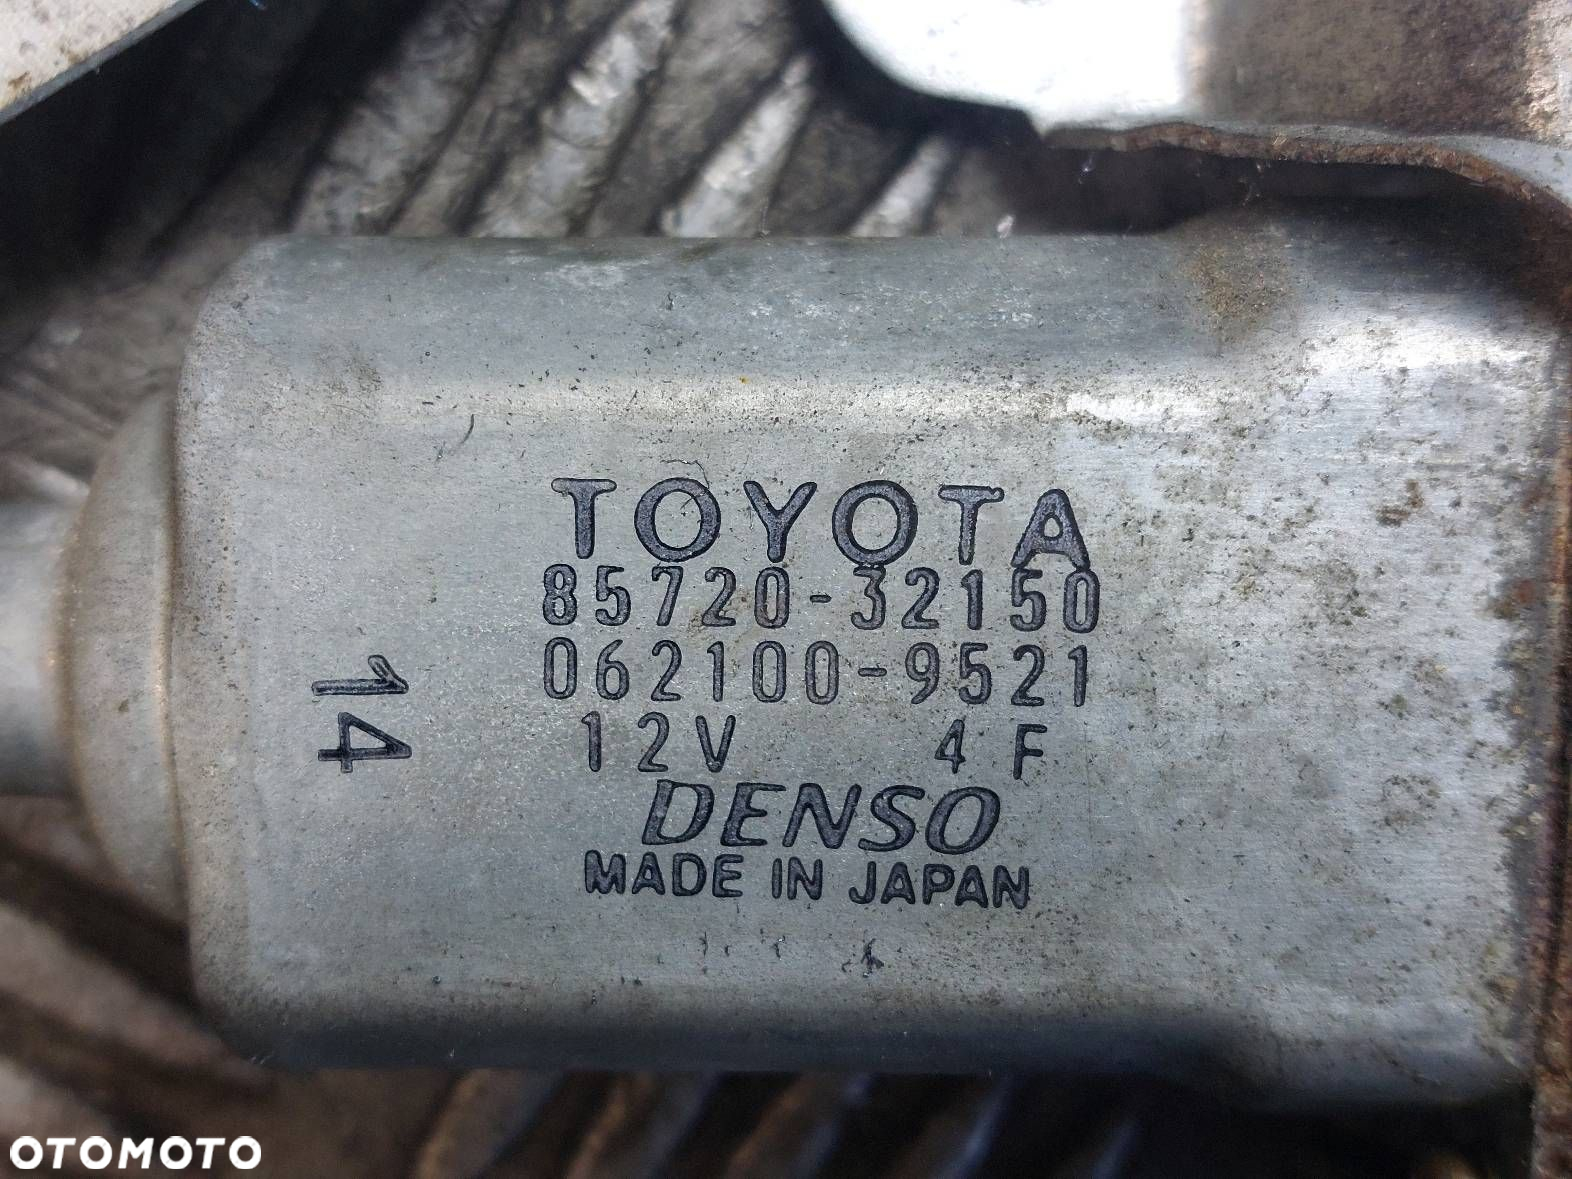 TOYOTA
85720-32150
062100-9521
12V 4F
DENSO
MADE IN JAPAN
14
OTOMOTO